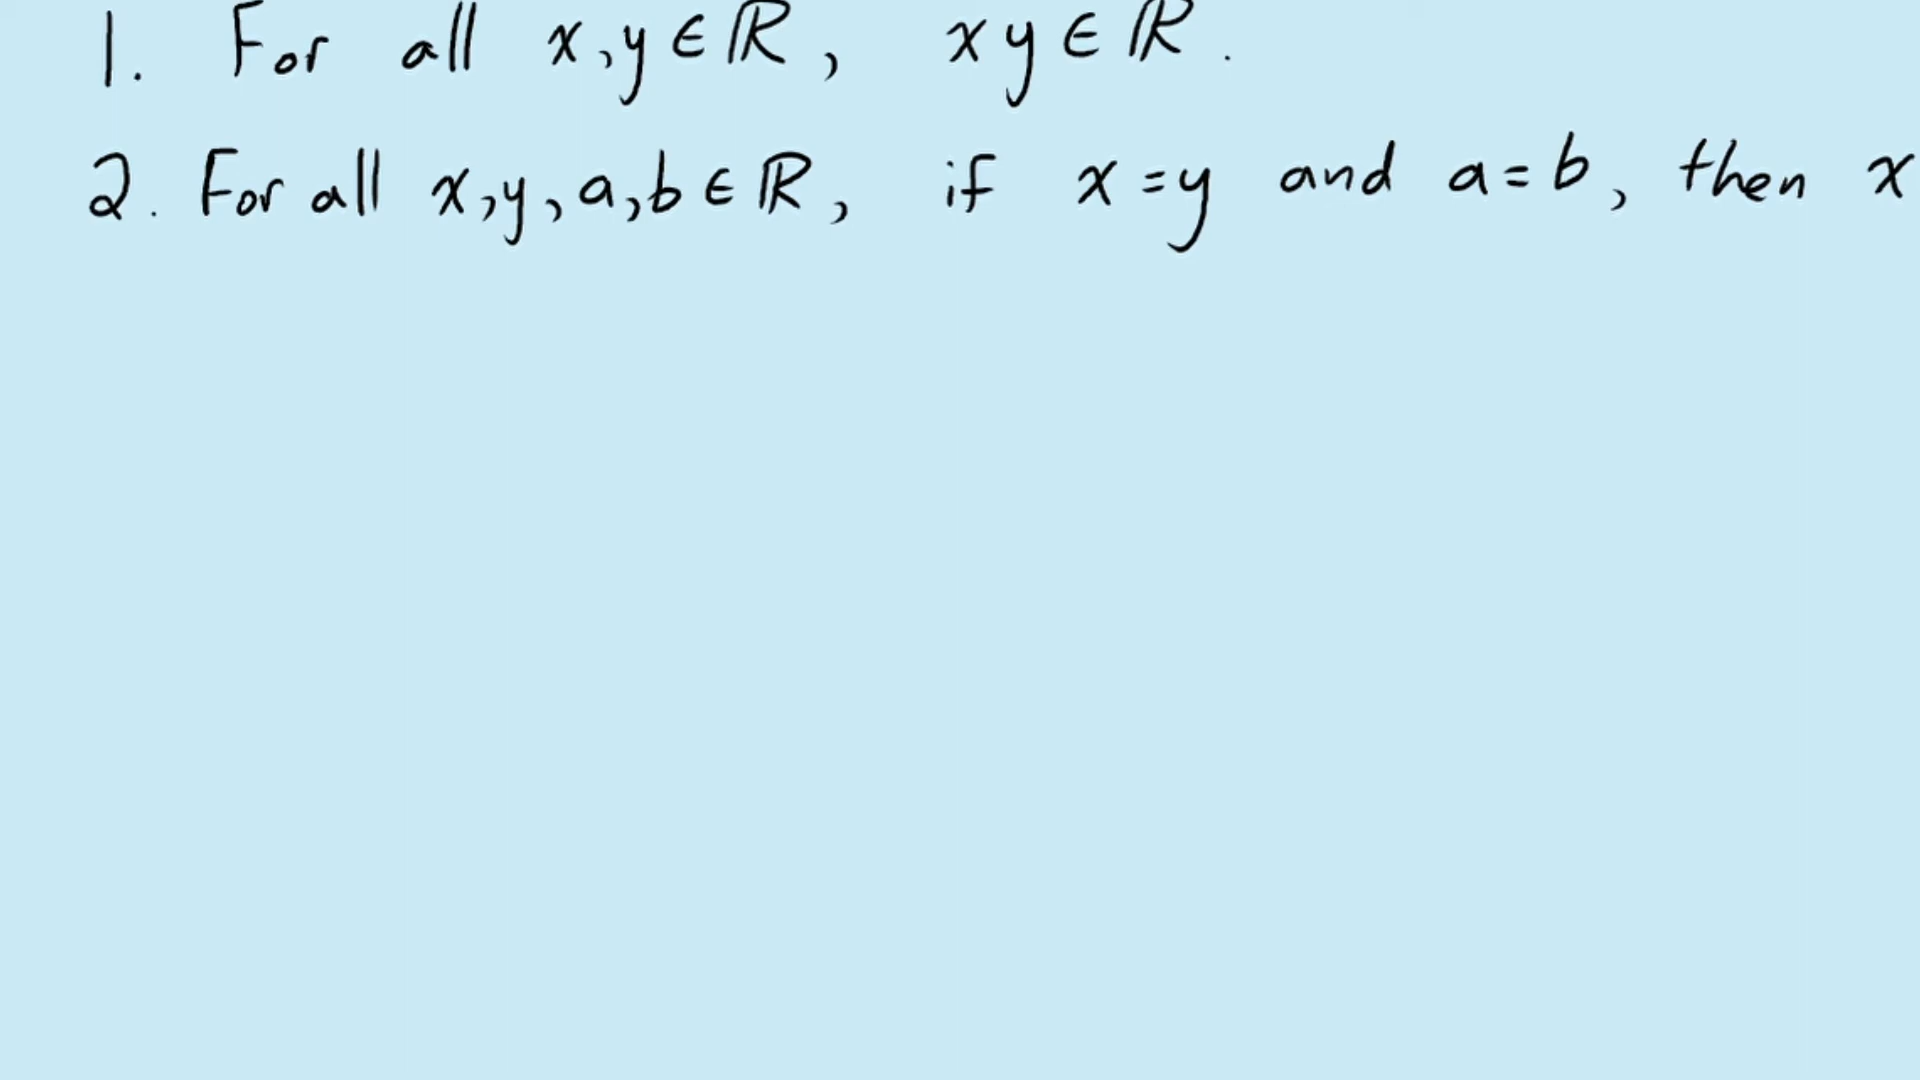 1. For all x,y ∈ ℝ, xy ∈ ℝ.
2. For all x,y,a,b ∈ ℝ, if x=y and a=b, then x